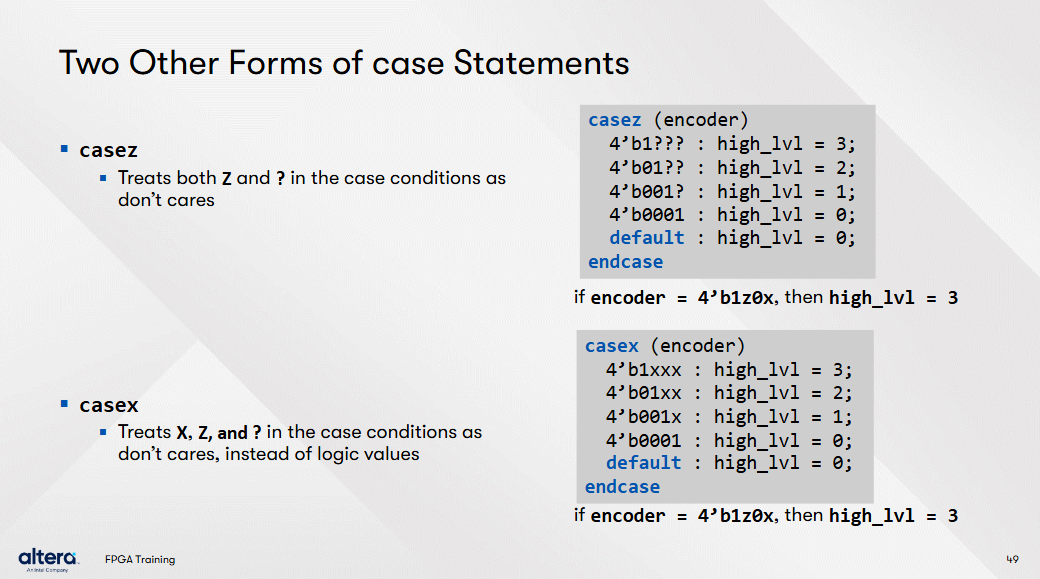 Two Other Forms of case Statements
casez
Treats both Z and ? in the case conditions as
don't cares
casez (encoder)
4’b1??? : high_lvl = 3;
4’b01?? : high_lvl = 2;
4’b001? : high_lvl = 1;
4’b0001 : high_lvl = 0;
default : high_lvl = 0;
endcase
if encoder = 4’b1z0x, then high_lvl = 3
casex
Treats X, Z, and ? in the case conditions as
don't cares, instead of logic values
casex (encoder)
4’b1xxx : high_lvl = 3;
4’b01xx : high_lvl = 2;
4’b001x : high_lvl = 1;
4’b0001 : high_lvl = 0;
default : high_lvl = 0;
endcase
if encoder = 4’b1z0x, then high_lvl = 3
altera
An Intel Company
FPGA Training
49